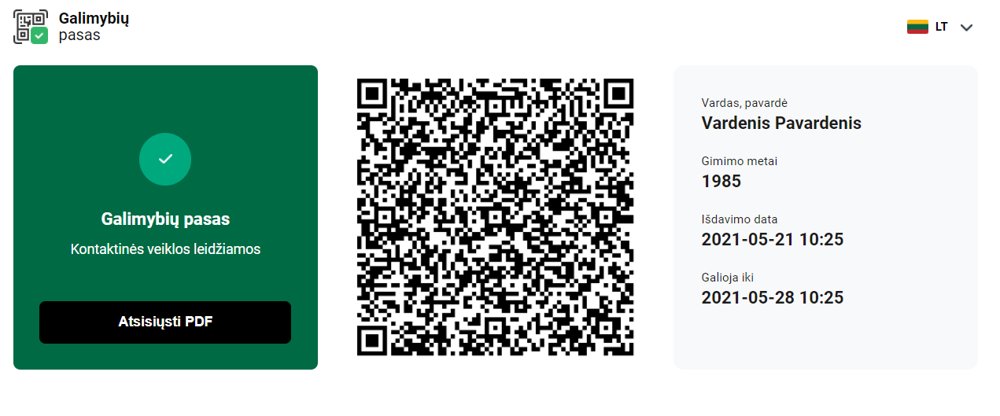 Galimybių
pasas
LT
Galimybių pasas
Kontaktinės veiklos leidžiamos
Atsisiųsti PDF
Vardas, pavardė
Vardenis Pavardenis
Gimimo metai
1985
Išdavimo data
2021-05-21 10:25
Galioja iki
2021-05-28 10:25